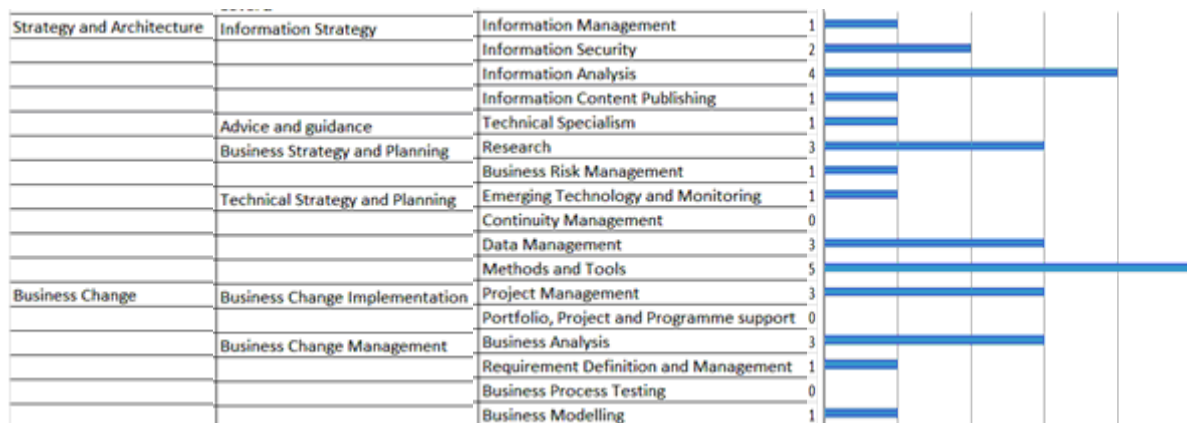 Strategy and Architecture Information Strategy Information Management 1
Information Security 2
Information Analysis 4
Information Content Publishing 1
Advice and guidance Technical Specialism 1
Business Strategy and Planning Research 3
Business Risk Management 1
Technical Strategy and Planning Emerging Technology and Monitoring 1
Continuity Management 0
Data Management 3
Methods and Tools 5
Business Change Business Change Implementation Project Management 3
Portfolio, Project and Programme support 0
Business Change Management Business Analysis 3
Requirement Definition and Management 1
Business Process Testing 0
Business Modelling 1